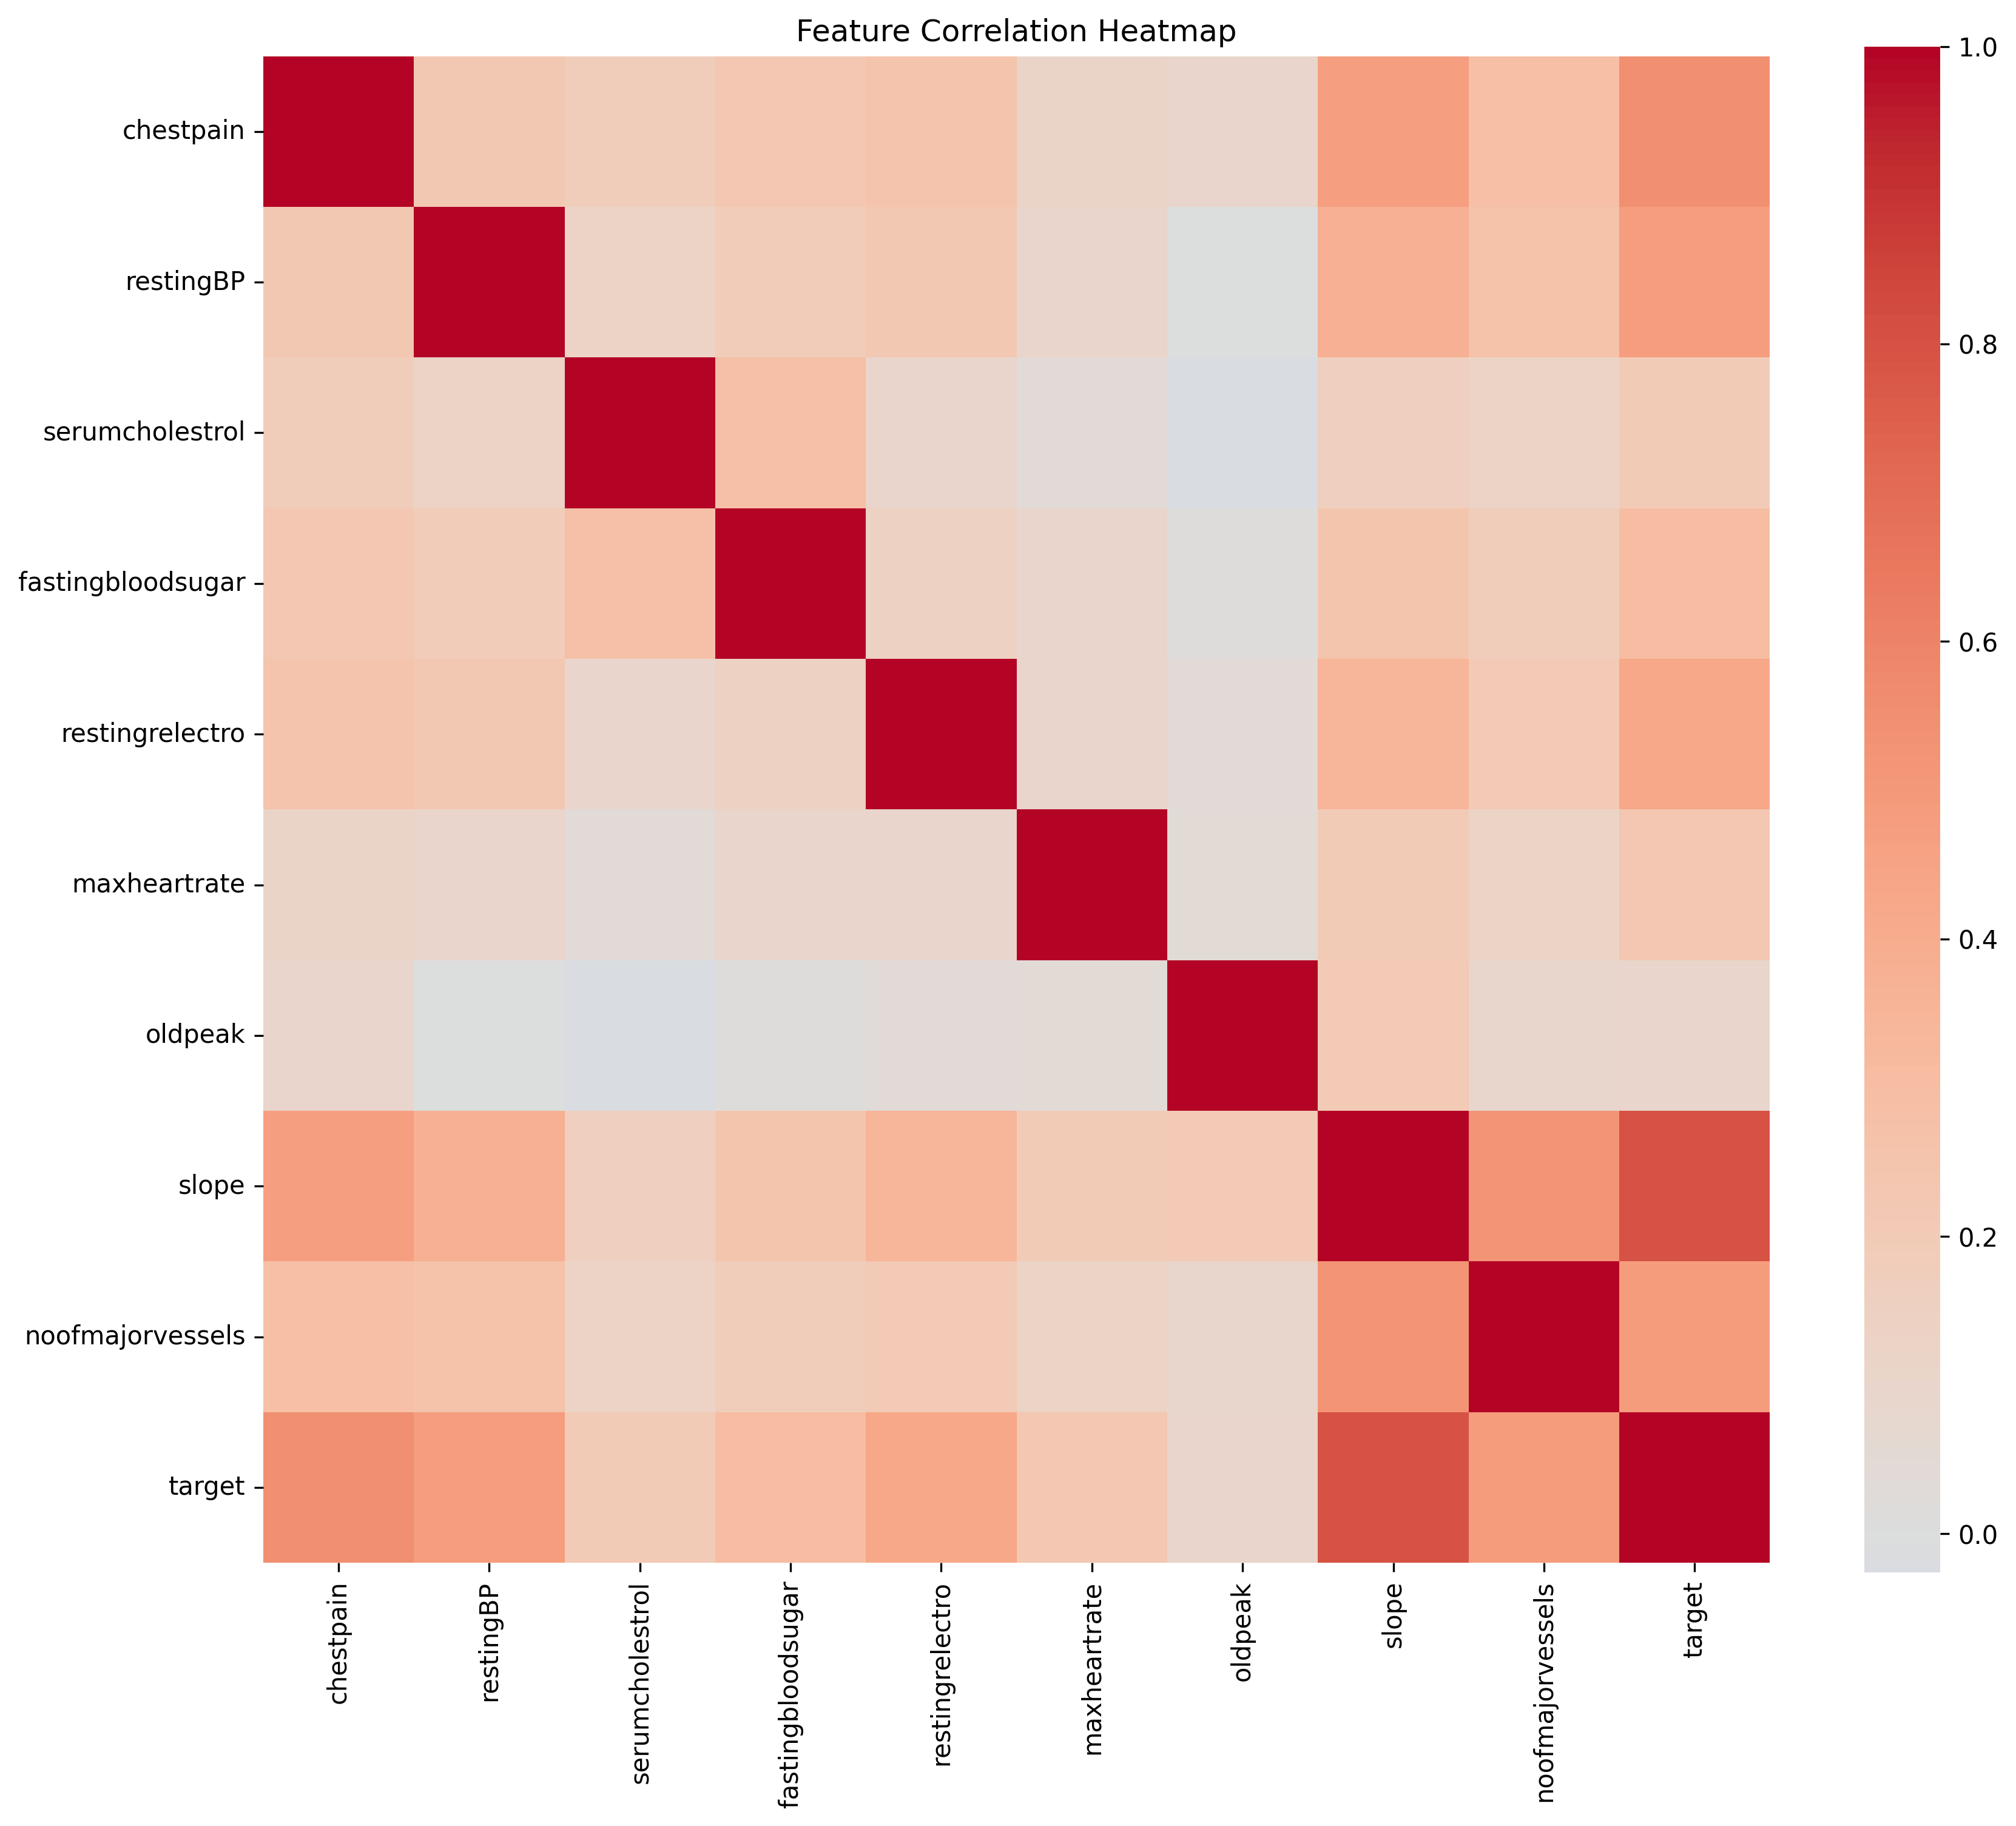 Feature Correlation Heatmap
chestpain
restingBP
serumcholestrol
fastingbloodsugar
restingrelectro
maxheartrate
oldpeak
slope
noofmajorvessels
target
chestpain
restingBP
serumcholestrol
fastingbloodsugar
restingrelectro
maxheartrate
oldpeak
slope
noofmajorvessels
target
1.0
0.8
0.6
0.4
0.2
0.0